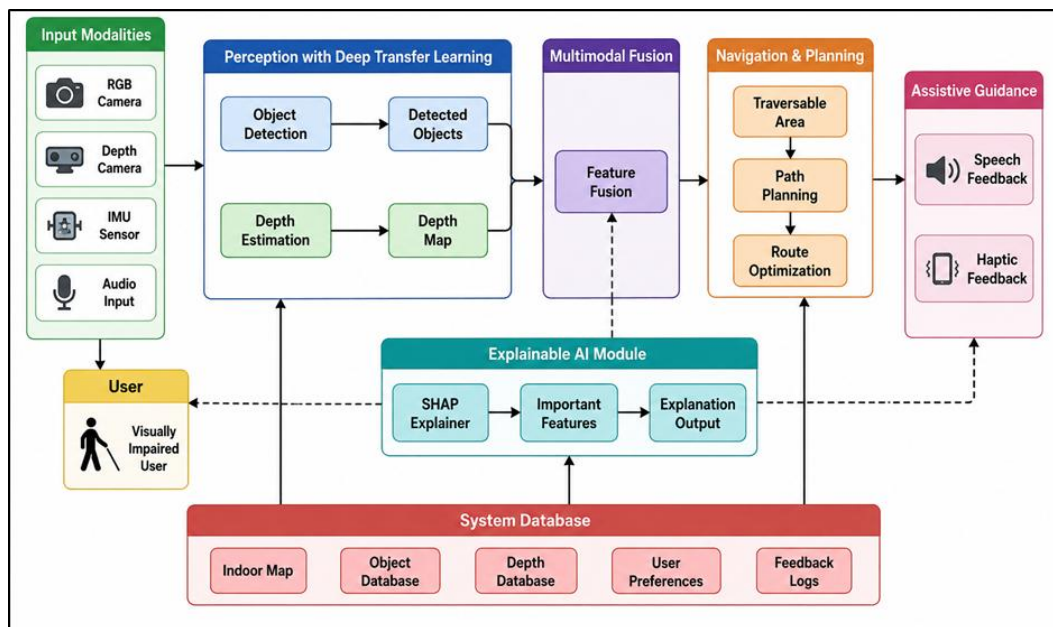 Input Modalities
RGB
Camera
Depth
Camera
IMU
Sensor
Audio
Input
User
Visually
Impaired
User
Perception with Deep Transfer Learning
Object
Detection
Detected
Objects
Depth
Estimation
Depth
Map
Multimodal Fusion
Feature
Fusion
Navigation & Planning
Traversable
Area
Path
Planning
Route
Optimization
Assistive Guidance
Speech
Feedback
Haptic
Feedback
Explainable AI Module
SHAP
Explainer
Important
Features
Explanation
Output
System Database
Indoor Map
Object
Database
Depth
Database
User
Preferences
Feedback
Logs